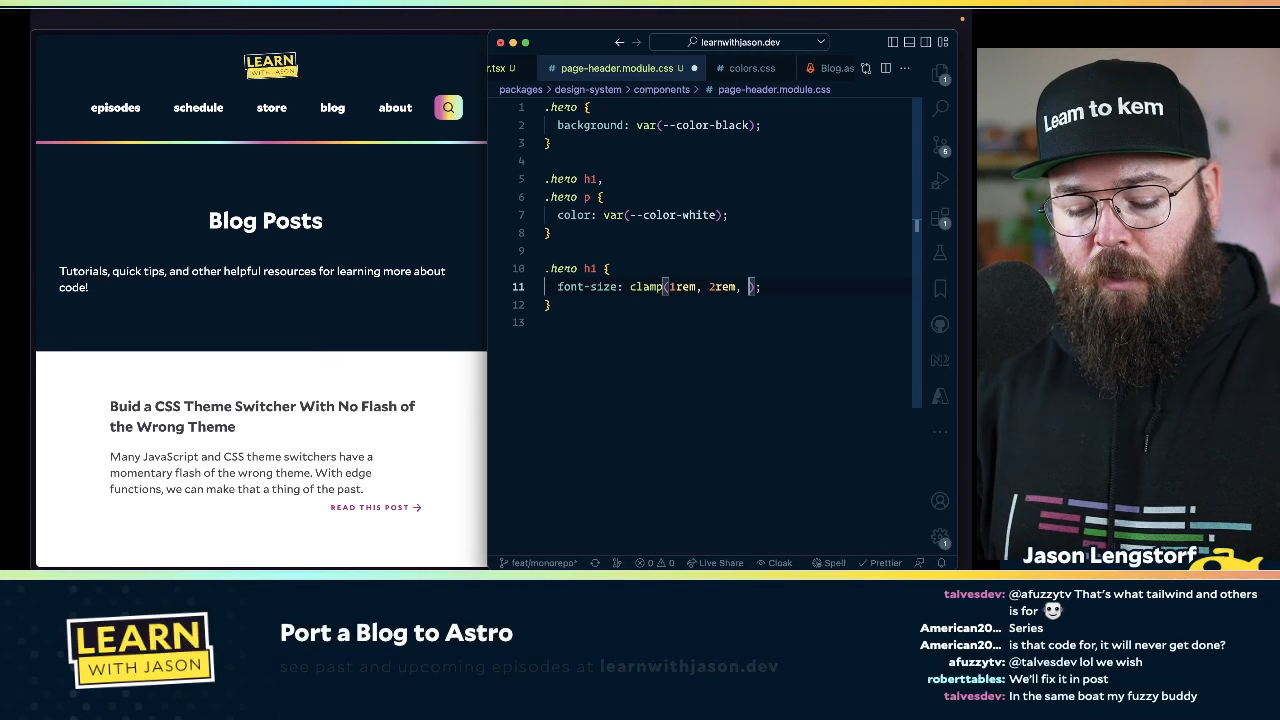 LEARN
WITH JASON
episodes
schedule
store
blog
about
Blog Posts
Tutorials, quick tips, and other helpful resources for learning more about
code!
Buid a CSS Theme Switcher With No Flash of
the Wrong Theme
Many JavaScript and CSS theme switchers have a
momentary flash of the wrong theme. With edge
functions, we can make that a thing of the past.
READ THIS POST →
learnwithjason.dev
r.tsx U
# page-header.module.css U
# colors.css
Blog.as
packages > design-system > components > # page-header.module.css
1 .hero {
2 background: var(--color-black);
3 }
4
5 .hero h1,
6 .hero p {
7 color: var(--color-white);
8 }
9
10 .hero h1 {
11 font-size: clamp(1rem, 2rem, );
12 }
13
1
5
1
1
feat/monorepo*
0
0
Live Share
Cloak
Spell
Prettier
Learn to kern
Jason Lengstorf
LEARN
WITH JASON
Port a Blog to Astro
see past and upcoming episodes at learnwithjason.dev
talvesdev: @afuzzytv That's what tailwind and others
is for
American20... Series
American20... is that code for, it will never get done?
afuzzytv: @talvesdev lol we wish
roberttables: We'll fix it in post
talvesdev: In the same boat my fuzzy buddy